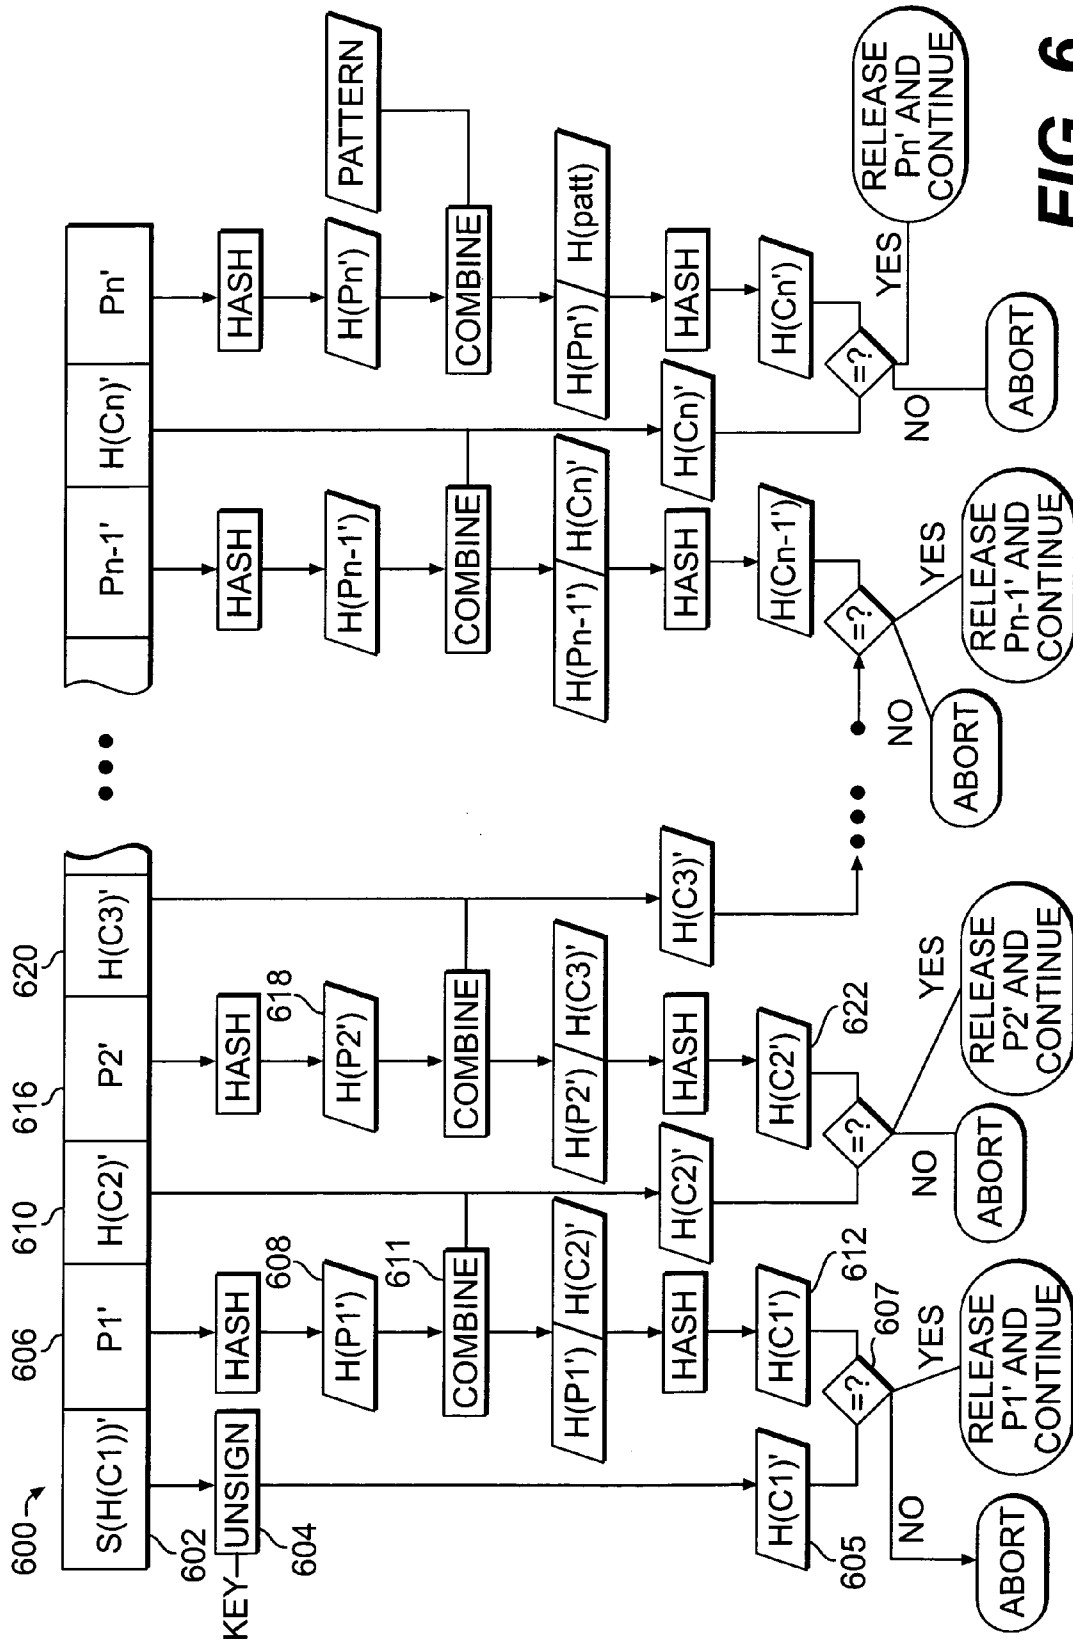 600
602
606
610
616
620
S(H(C1))'
P1'
H(C2)'
P2'
H(C3)'
Pn-1'
H(Cn)'
Pn'
KEY
UNSIGN
604
HASH
HASH
HASH
HASH
608
H(P1')
618
H(P2')
H(Pn-1')
H(Pn')
PATTERN
611
COMBINE
COMBINE
COMBINE
COMBINE
H(P1')
H(C2)'
H(P2')
H(C3)'
H(Pn-1')
H(Cn)'
H(Pn')
H(patt)
HASH
H(C2)'
HASH
H(C3)'
HASH
H(Cn)'
HASH
605
H(C1)'
H(C1')
612
H(C2')
622
H(Cn-1')
H(Cn')
=?
607
=?
=?
=?
NO
YES
NO
YES
NO
YES
NO
YES
ABORT
RELEASE
P1' AND
CONTINUE
ABORT
RELEASE
P2' AND
CONTINUE
ABORT
RELEASE
Pn-1' AND
CONTINUE
ABORT
RELEASE
Pn' AND
CONTINUE
FIG_6